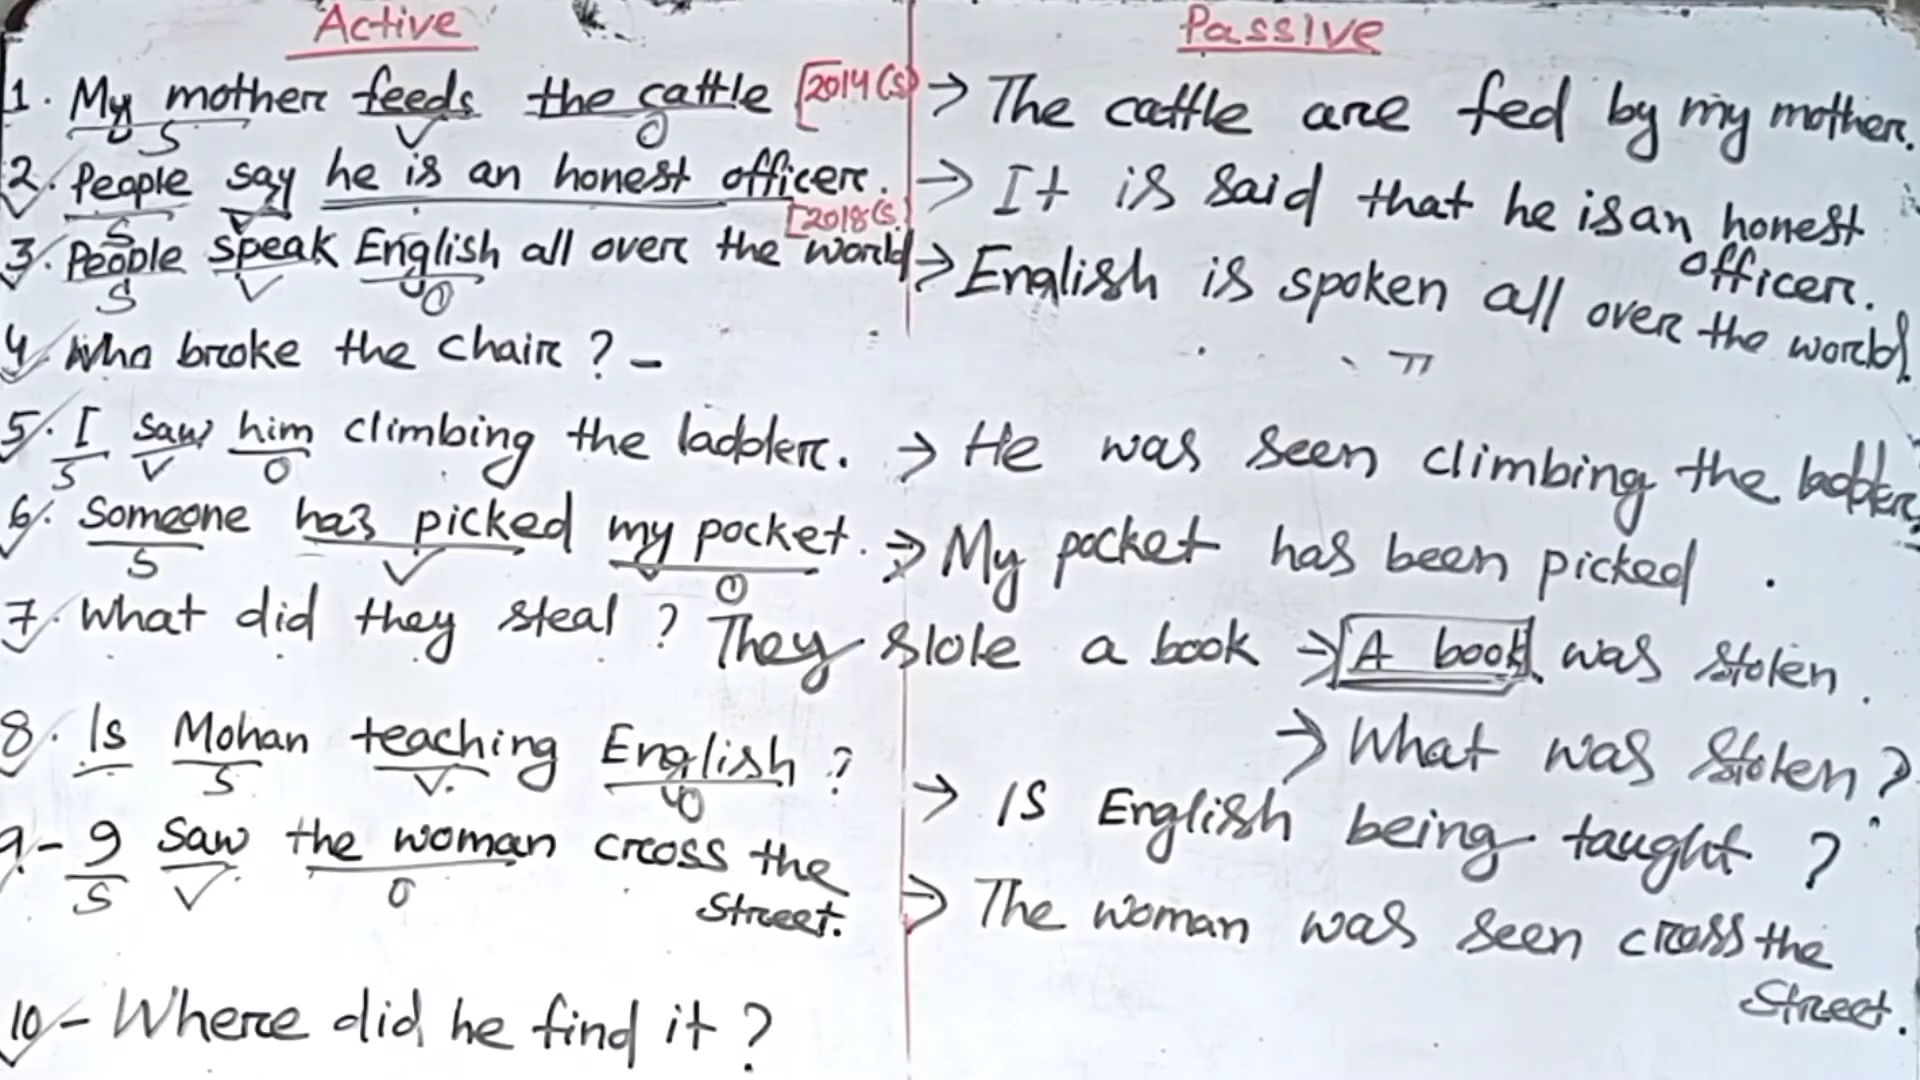 Active
Passive
1. My mother feeds the cattle [2014(s) → The cattle are fed by my mother.
S V O
2. People say he is an honest officer. → It is said that he is an honest officer.
S V [2018(s.)
3. People speak English all over the world → English is spoken all over the world.
S V O
4. Who broke the chair? –
5. I saw him climbing the ladder. → He was seen climbing the ladder.
S V O
6. Someone has picked my pocket. → My pocket has been picked.
S V O
7. What did they steal? They stole a book → A book was stolen.
→ What was stolen?
8. Is Mohan teaching English? → Is English being taught?
S V O
9 - I saw the woman cross the street. → The woman was seen cross the street.
S V O
10 - Where did he find it?